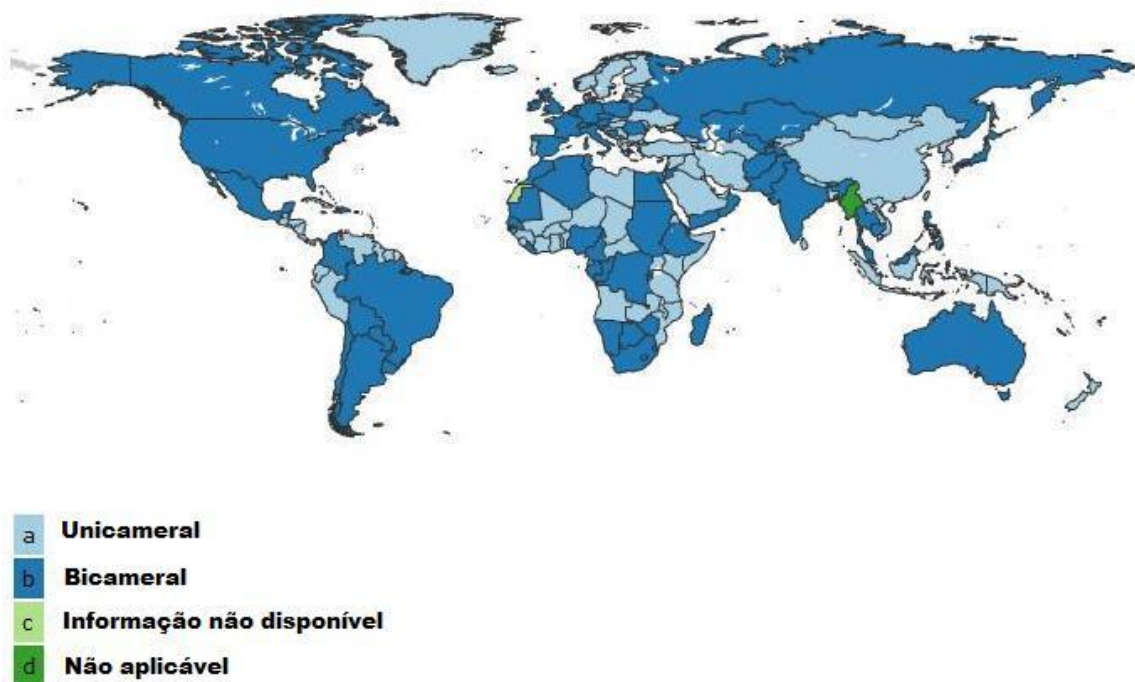 a Unicameral
b Bicameral
c Informação não disponível
d Não aplicável